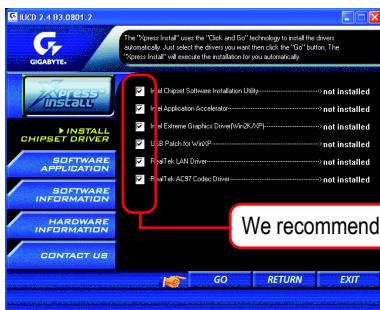 IUCD 2.4 B3.0801.2
GIGABYTE
The "Xpress Install" uses the "Click and Go" technology to install the drivers
automatically. Just select the drivers you want then click the "Go" button, The
"Xpress Install" will execute the installation for you automatically.
Xpress
INSTALL
INSTALL
CHIPSET DRIVER
SOFTWARE
APPLICATION
SOFTWARE
INFORMATION
HARDWARE
INFORMATION
CONTACT US
Intel Chipset Software Installation Utility not installed
Intel Application Accelerator not installed
Intel Extreme Graphics Driver(Win2K/XP) not installed
USB Patch for WinXP not installed
RealTek LAN Driver not installed
RealTek AC97 Codec Driver not installed
We recommend
GO RETURN EXIT